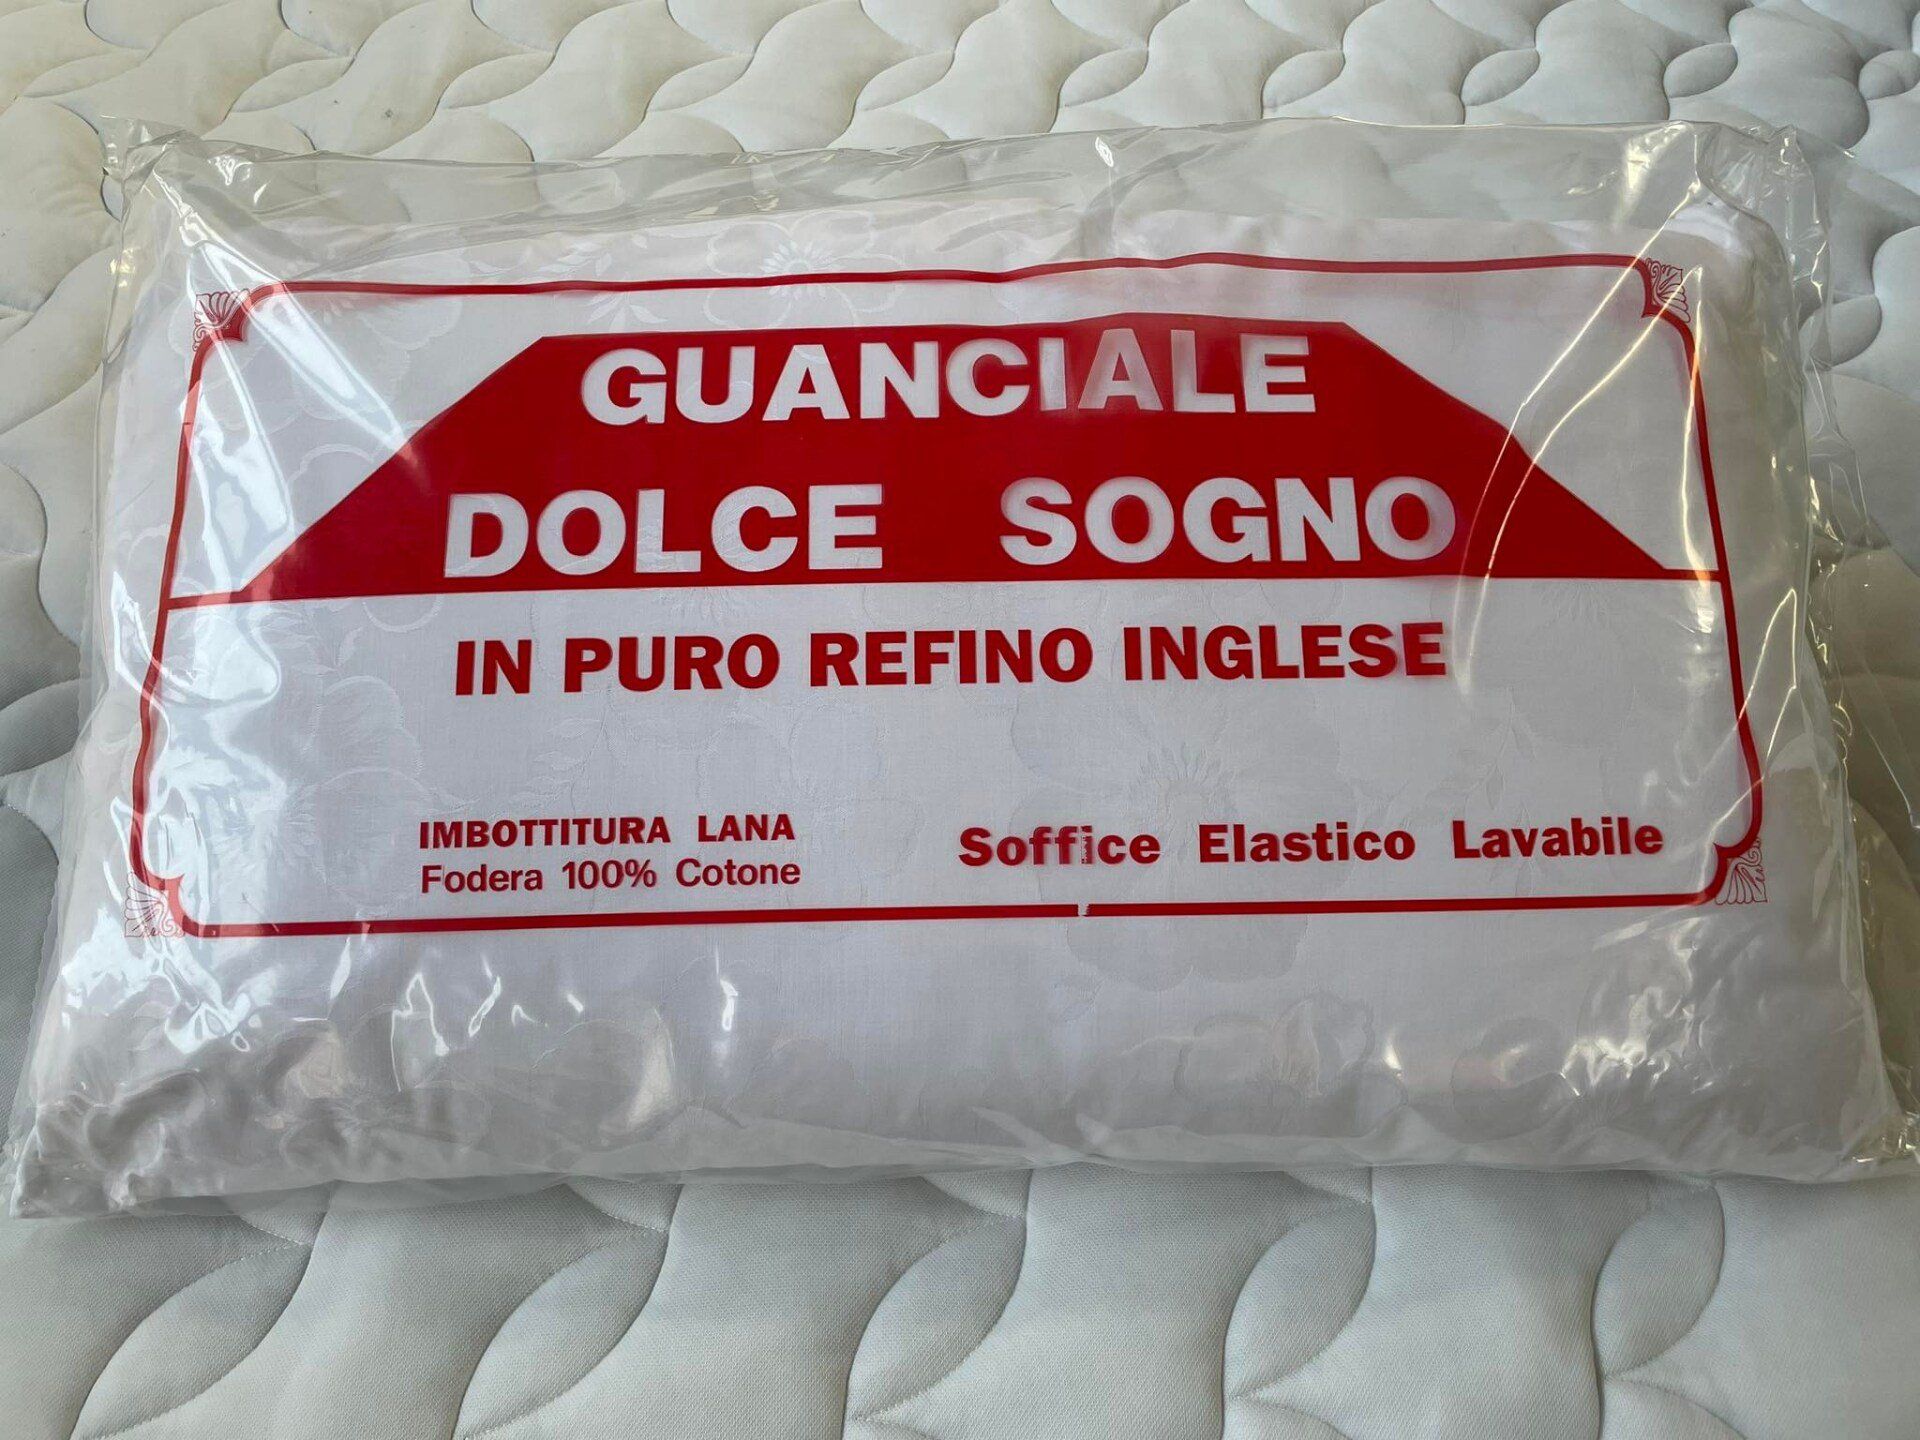 GUANCIALE
DOLCE SOGNO
IN PURO REFINO INGLESE
IMBOTTITURA LANA
Fodera 100% Cotone
Soffice Elastico Lavabile